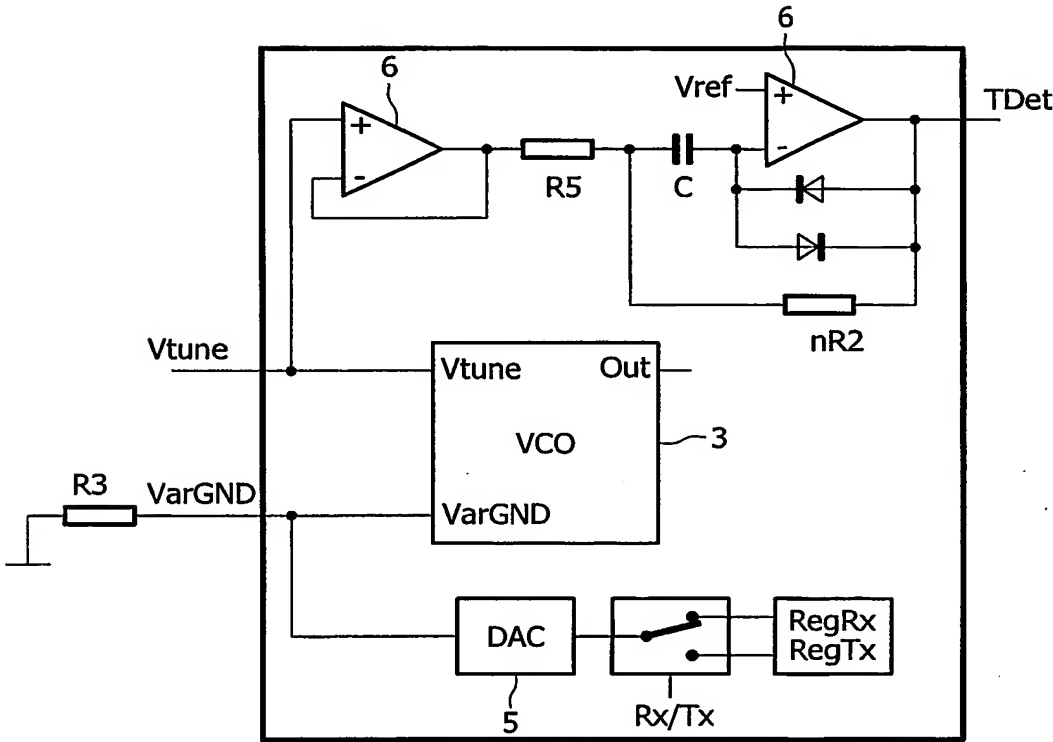 6
6
Vref
+
-
TDet
+
-
R5
C
nR2
Vtune
Vtune
Out
VCO
3
R3
VarGND
VarGND
DAC
RegRx
RegTx
5
Rx/Tx